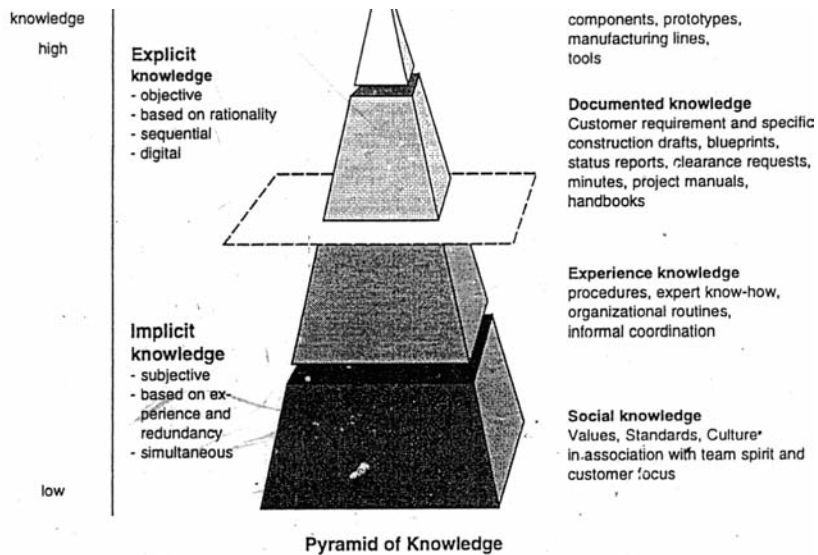 knowledge
high
low
Explicit
knowledge
- objective
- based on rationality
- sequential
- digital
Implicit
knowledge
- subjective
- based on ex-
perience and
redundancy
- simultaneous
components, prototypes,
manufacturing lines,
tools
Documented knowledge
Customer requirement and specific
construction drafts, blueprints,
status reports, clearance requests,
minutes, project manuals,
handbooks
Experience knowledge
procedures, expert know-how,
organizational routines,
informal coordination
Social knowledge
Values, Standards, Culture
in association with team spirit and
customer focus
Pyramid of Knowledge